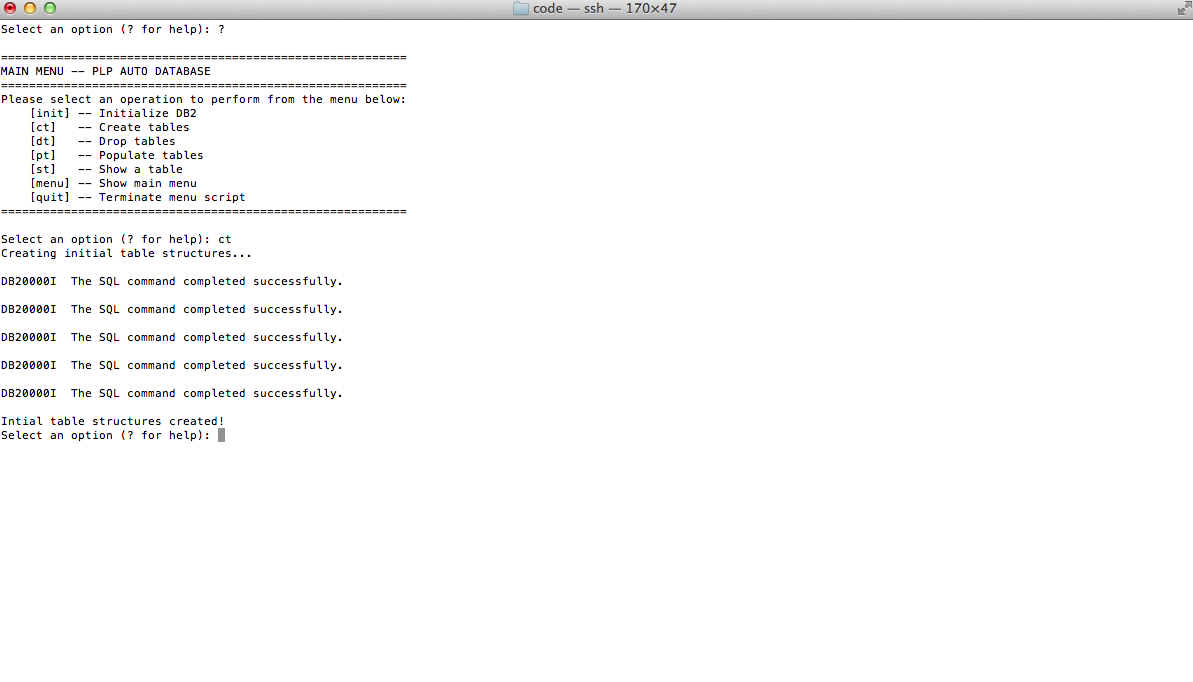 code — ssh — 170×47
Select an option (? for help): ?
==========================================================
MAIN MENU -- PLP AUTO DATABASE
==========================================================
Please select an operation to perform from the menu below:
[init] -- Initialize DB2
[ct] -- Create tables
[dt] -- Drop tables
[pt] -- Populate tables
[st] -- Show a table
[menu] -- Show main menu
[quit] -- Terminate menu script
==========================================================
Select an option (? for help): ct
Creating initial table structures...
DB20000I The SQL command completed successfully.
DB20000I The SQL command completed successfully.
DB20000I The SQL command completed successfully.
DB20000I The SQL command completed successfully.
DB20000I The SQL command completed successfully.
Intial table structures created!
Select an option (? for help):